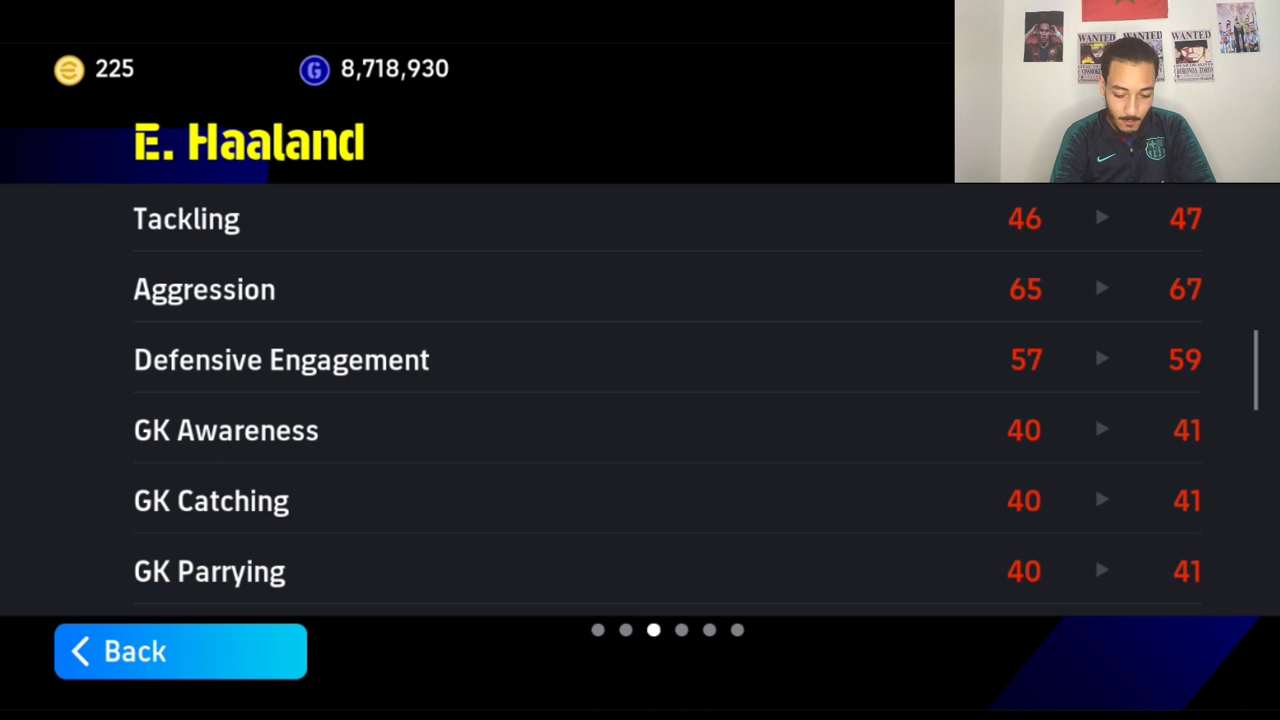 225
8,718,930
WANTED
WANTED
WANTED
E. Haaland
Tackling 46 47
Aggression 65 67
Defensive Engagement 57 59
GK Awareness 40 41
GK Catching 40 41
GK Parrying 40 41
Back